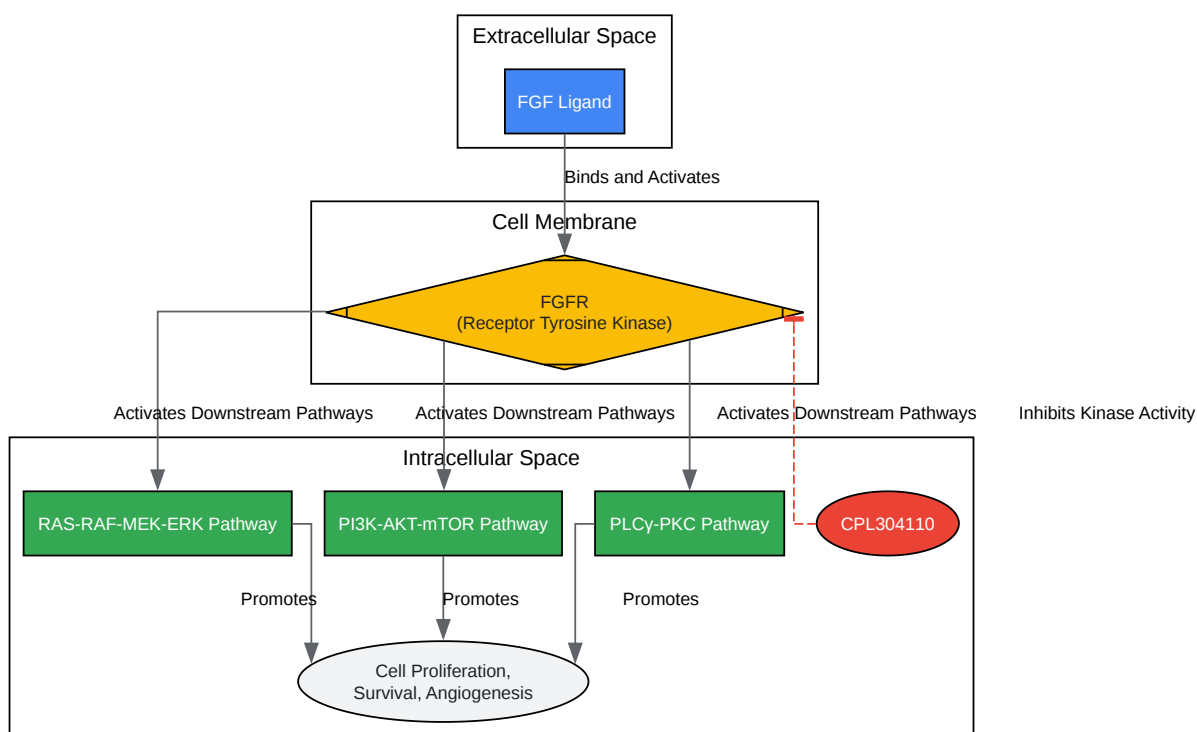 Extracellular Space
FGF Ligand
Binds and Activates
Cell Membrane
FGFR
(Receptor Tyrosine Kinase)
Activates Downstream Pathways
Activates Downstream Pathways
Activates Downstream Pathways
Inhibits Kinase Activity
Intracellular Space
RAS-RAF-MEK-ERK Pathway
PI3K-AKT-mTOR Pathway
PLCγ-PKC Pathway
CPL304110
Promotes
Promotes
Promotes
Cell Proliferation,
Survival, Angiogenesis